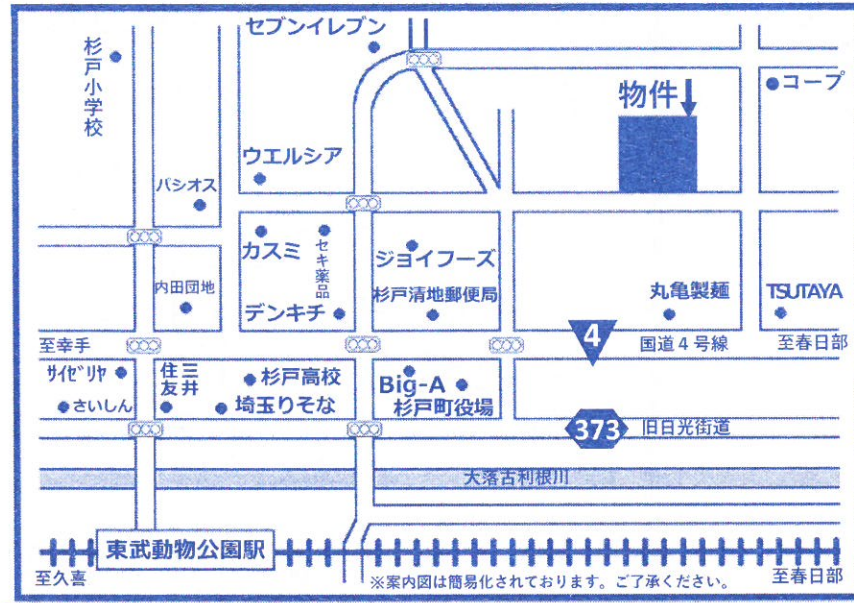 セブンイレブン
杉戸小学校
コープ
物件
ウエルシア
パシオス
カスミ
セキ薬品
ジョイフーズ
内田団地
デンキチ
杉戸清地郵便局
丸亀製麺
TSUTAYA
4
至幸手
国道4号線
至春日部
サイゼリヤ
住友
三井
杉戸高校
Big-A
さいしん
埼玉りそな
杉戸町役場
373
旧日光街道
大落古利根川
東武動物公園駅
至久喜
※案内図は簡易化されております。ご了承ください。
至春日部